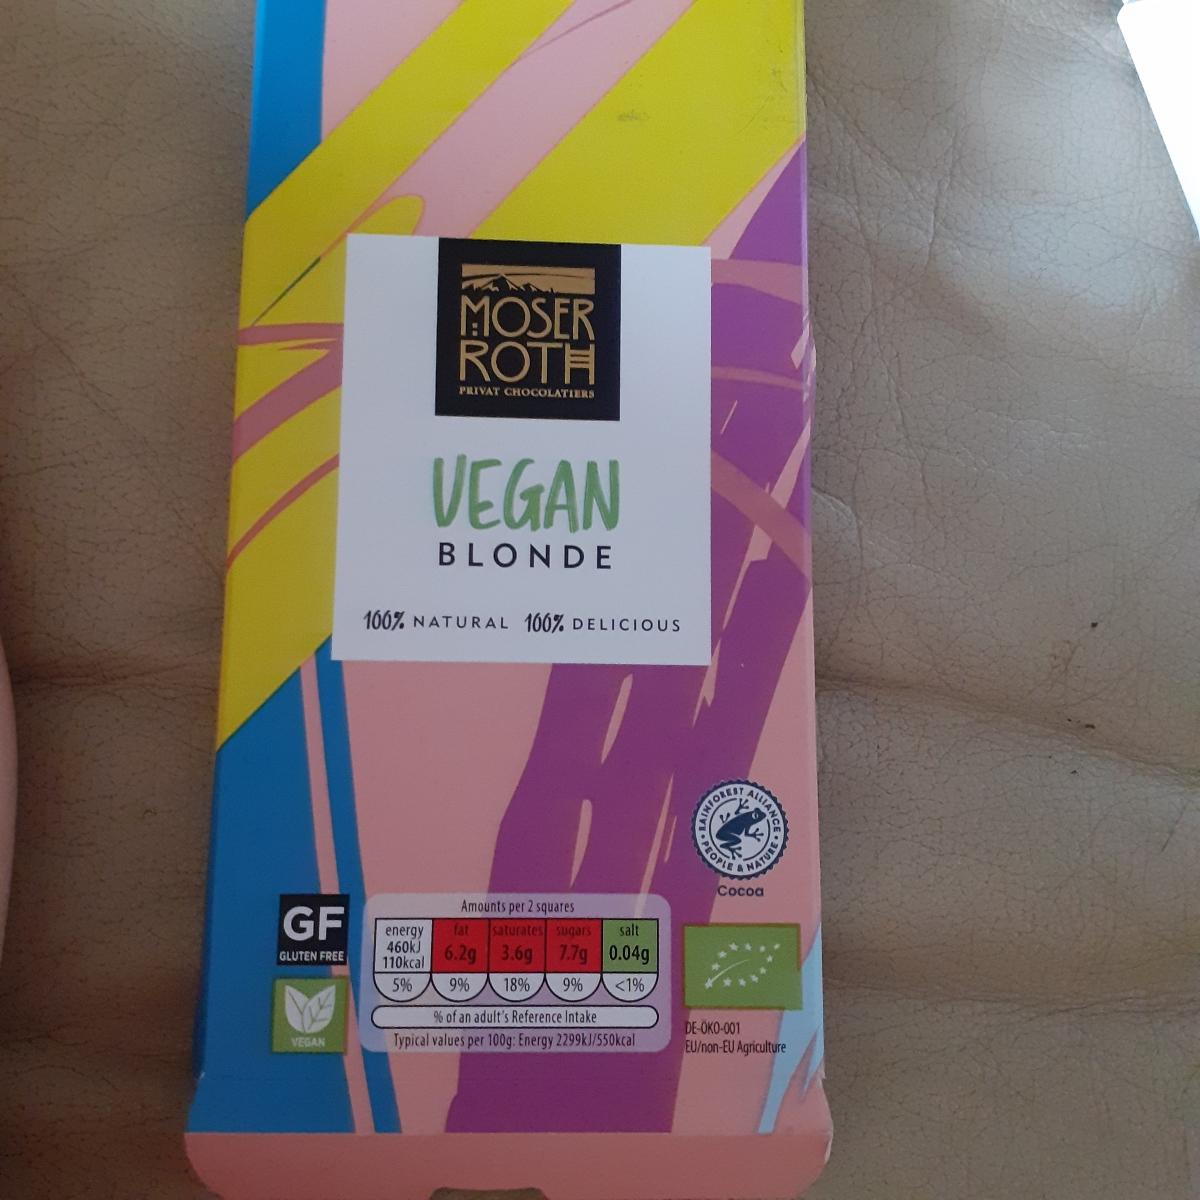 MOSER
ROTH
PRIVAT CHOCOLATIERS
VEGAN
BLONDE
100% NATURAL 100% DELICIOUS
RAINFOREST ALLIANCE
PEOPLE & NATURE
Cocoa
GF
GLUTEN FREE
VEGAN
Amounts per 2 squares
energy fat saturates sugars salt
460kJ 6.2g 3.6g 7.7g 0.04g
110kcal
5% 9% 18% 9% <1%
% of an adult's Reference Intake
Typical values per 100g: Energy 2299kJ/550kcal
DE-ÖKO-001
EU/non-EU Agriculture